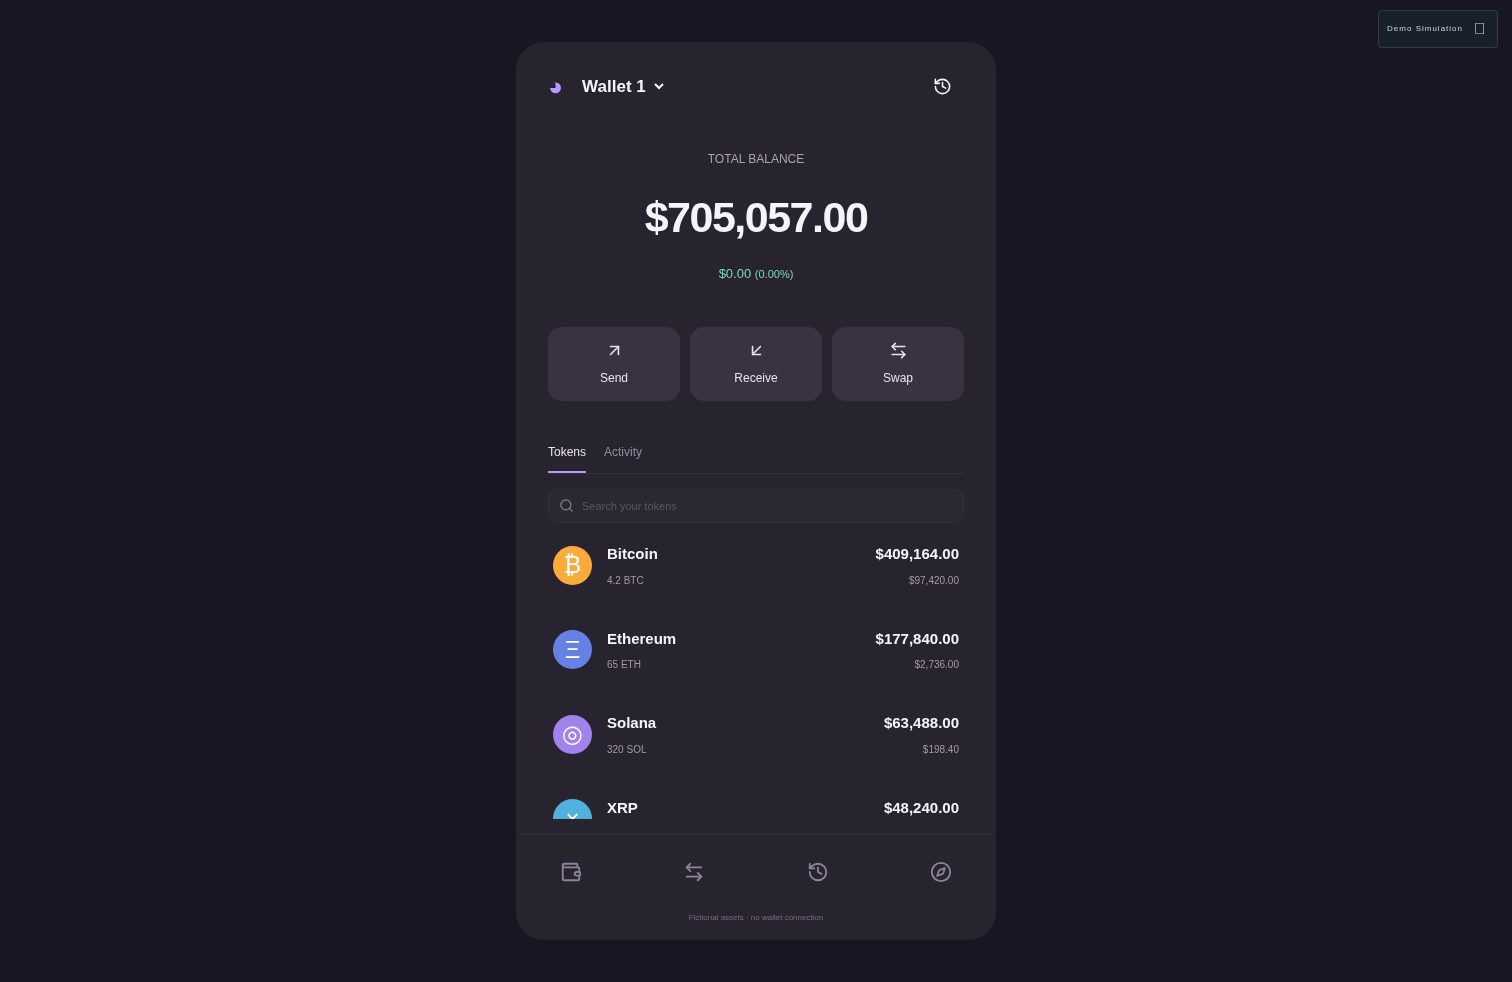 Demo Simulation
Wallet 1
TOTAL BALANCE
$705,057.00
$0.00 (0.00%)
Send
Receive
Swap
Tokens
Activity
Search your tokens
Bitcoin
$409,164.00
4.2 BTC
$97,420.00
Ethereum
$177,840.00
65 ETH
$2,736.00
Solana
$63,488.00
320 SOL
$198.40
XRP
$48,240.00
Fictional assets · no wallet connection